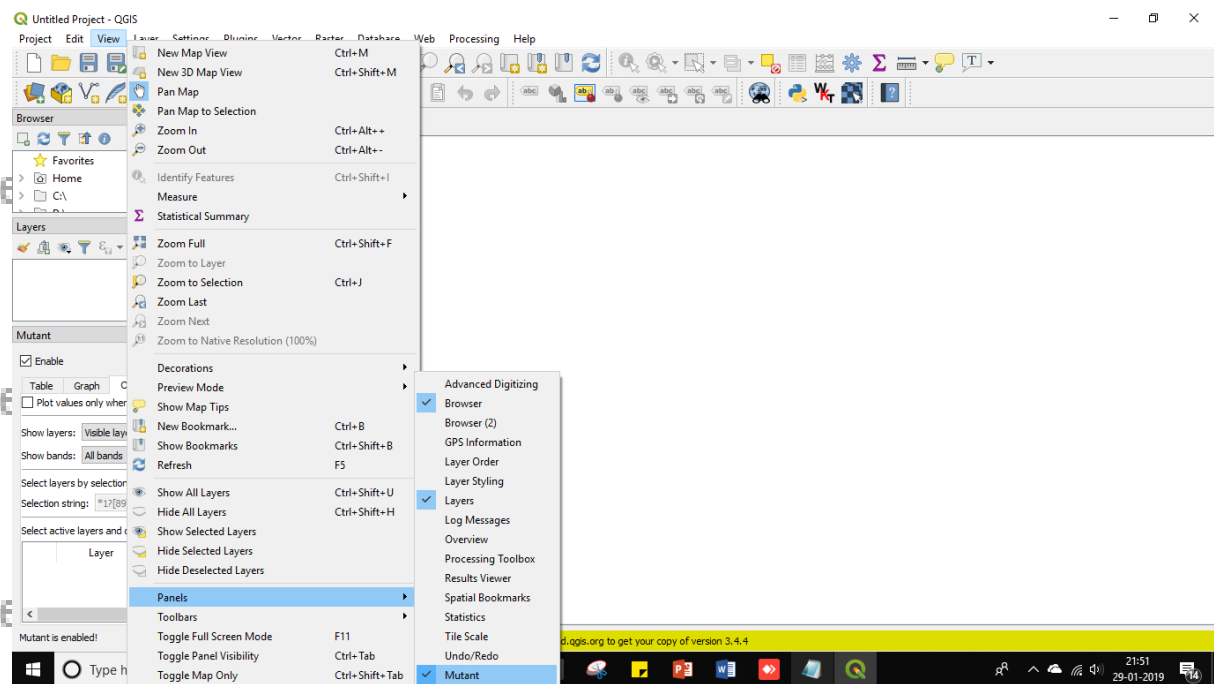 Untitled Project - QGIS
Project Edit View Layer Settings Plugins Vector Raster Database Web Processing Help
New Map View Ctrl+M
New 3D Map View Ctrl+Shift+M
Pan Map
Pan Map to Selection
Zoom In Ctrl+Alt++
Zoom Out Ctrl+Alt+-
Identify Features Ctrl+Shift+I
Measure
Statistical Summary
Zoom Full Ctrl+Shift+F
Zoom to Layer
Zoom to Selection Ctrl+J
Zoom Last
Zoom Next
Zoom to Native Resolution (100%)
Decorations
Preview Mode
Show Map Tips
New Bookmark... Ctrl+B
Show Bookmarks Ctrl+Shift+B
Refresh F5
Show All Layers Ctrl+Shift+U
Hide All Layers Ctrl+Shift+H
Show Selected Layers
Hide Selected Layers
Hide Deselected Layers
Panels
Toolbars
Toggle Full Screen Mode F11
Toggle Panel Visibility Ctrl+Tab
Toggle Map Only Ctrl+Shift+Tab
Advanced Digitizing
Browser
Browser (2)
GPS Information
Layer Order
Layer Styling
Layers
Log Messages
Overview
Processing Toolbox
Results Viewer
Spatial Bookmarks
Statistics
Tile Scale
Undo/Redo
Mutant
Browser
Favorites
Home
C:\
Layers
Mutant
Enable
Table Graph
Plot values only when
Show layers: Visible
Show bands: All bands
Select layers by selection
Selection string: *1?[89
Select active layers and
Layer
Mutant is enabled!
d.qgis.org to get your copy of version 3.4.4
Type
21:51
29-01-2019
14